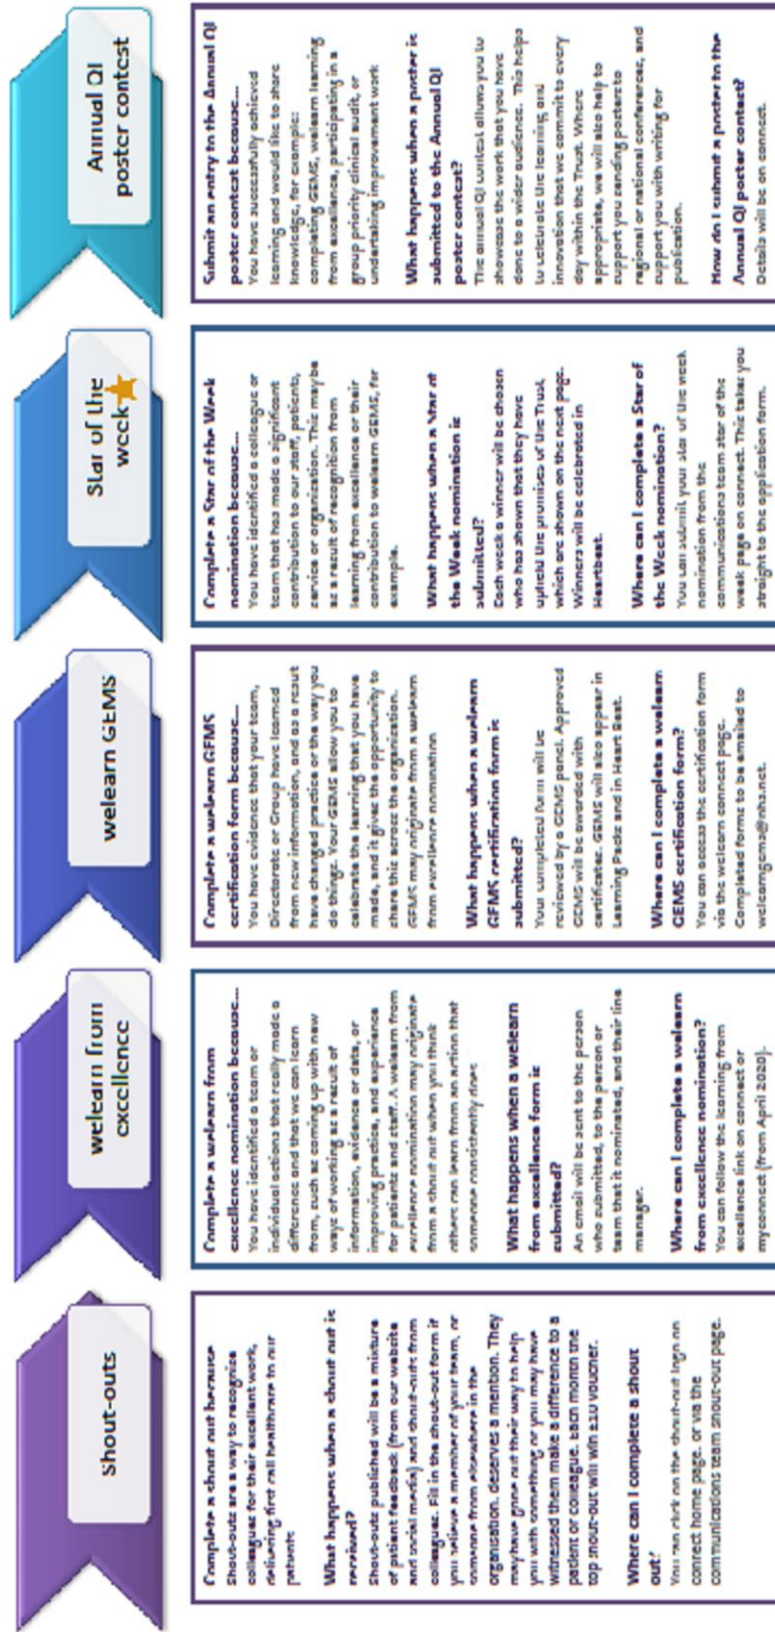 Shout-outs
Complete a shout out because
Shout-outs are a way to recognise
colleagues for their excellent work,
delivering first call healthcare to our
patients
What happens when a shout out is
received?
Shout-outs published will be a mixture
of patient feedback (from our website
and social media) and shout-outs from
colleagues. Fill in the shout-out form if
you believe a member of your team, or
someone from elsewhere in the
organisation, deserves a mention. They
may have gone out their way to help
you with something or you may have
witnessed them make a difference to a
patient or colleague. Each month the
top shout-out will win £10 voucher.
Where can I complete a shout
out?
You can click on the shout-out logo on
connect home page, or via the
communications team shout-out page.
welearn from
excellence
Complete a welearn from
excellence nomination because...
You have identified a team or
individual actions that really made a
difference and that we can learn
from, such as coming up with new
ways of working as a result of
information, evidence or data, or
improving practice, and experience
for patients and staff. A welearn from
excellence nomination may originate
from a shout out when you think
others can learn from an action that
someone consistently does
What happens when a welearn
from excellence form is
submitted?
An email will be sent to the person
who submitted, to the person or
team that it nominated, and their line
manager.
Where can I complete a welearn
from excellence nomination?
You can follow the learning from
excellence link on connect or
myconnect (from April 2020).
welearn GEMS
Complete a welearn GEMS
certification form because...
You have evidence that your team,
Directorate or Group have learned
from new information, and as a result
have changed practice or the way you
do things. Your GEMS allow you to
celebrate the learning that you have
made, and it gives the opportunity to
share this across the organization.
GEMS may originate from a welearn
from excellence nomination
What happens when a welearn
GEMS certification form is
submitted?
Your completed form will be
reviewed by a GEMS panel. Approved
GEMS will be awarded with
certificates. GEMS will also appear in
Learning Packs and in Heart Beat.
Where can I complete a welearn
GEMS certification form?
You can access the certification form
via the welearn connect page.
Completed forms to be emailed to
welearngems@nhs.net.
Star of the
week
Complete a Star of the Week
nomination because...
You have identified a colleague or
team that has made a significant
contribution to our staff, patients,
service or organization. This maybe
as a result of recognition from
learning from excellence or their
contribution to welearn GEMS, for
example.
What happens when a Star of
the Week nomination is
submitted?
Each week a winner will be chosen
who has shown that they have
upheld the promises of the Trust,
which are shown on the next page.
Winners will be celebrated in
Heartbeat.
Where can I complete a Star of
the Week nomination?
You can submit your star of the week
nomination from the
communications team star of the
week page on connect. This takes you
straight to the application form.
Annual QI
poster contest
Submit an entry to the Annual QI
poster contest because...
You have successfully achieved
learning and would like to share
knowledge, for example:
completing GEMS, welearn learning
from excellence, participating in a
group priority clinical audit, or
undertaking improvement work
What happens when a poster is
submitted to the Annual QI
poster contest?
The annual QI contest allows you to
showcase the work that you have
done to a wider audience. This helps
to celebrate the learning and
innovation that we commit to every
day within the Trust. Where
appropriate, we will also help to
support you sending posters to
regional or national conferences, and
support you with writing for
publication.
How do I submit a poster to the
Annual QI poster contest?
Details will be on connect.